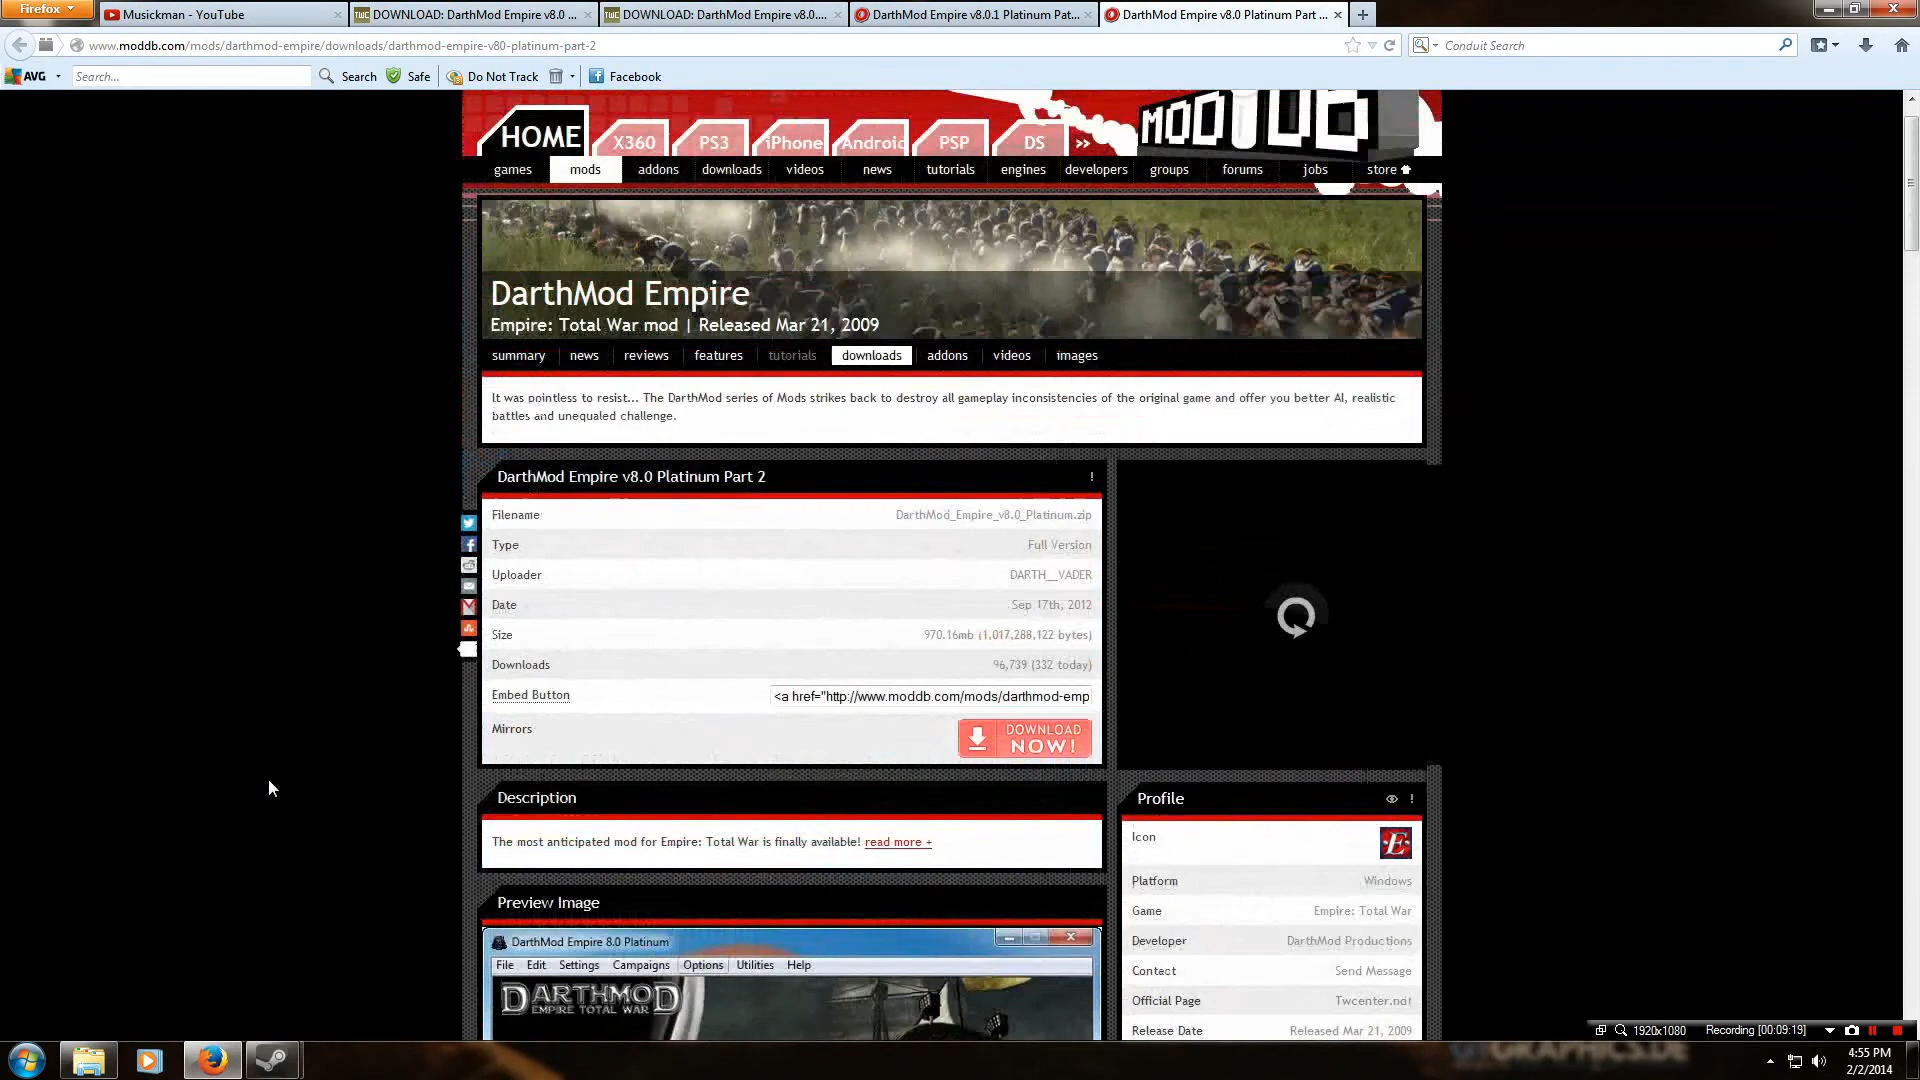 Firefox
Musickman - YouTube
DOWNLOAD: DarthMod Empire v8.0 ...
DOWNLOAD: DarthMod Empire v8.0....
DarthMod Empire v8.0.1 Platinum Pat...
DarthMod Empire v8.0 Platinum Part ...
www.moddb.com/mods/darthmod-empire/downloads/darthmod-empire-v80-platinum-part-2
Conduit Search
AVG
Search...
Search
Safe
Do Not Track
Facebook
HOME
X360
PS3
iPhone
Android
PSP
DS
»
MOD DB
games
mods
addons
downloads
videos
news
tutorials
engines
developers
groups
forums
jobs
store
DarthMod Empire
Empire: Total War mod | Released Mar 21, 2009
summary
news
reviews
features
tutorials
downloads
addons
videos
images
It was pointless to resist... The DarthMod series of Mods strikes back to destroy all gameplay inconsistencies of the original game and offer you better AI, realistic
battles and unequaled challenge.
DarthMod Empire v8.0 Platinum Part 2
!
Filename
DarthMod_Empire_v8.0_Platinum.zip
Type
Full Version
Uploader
DARTH__VADER
Date
Sep 17th, 2012
Size
970.16mb (1,017,288,122 bytes)
Downloads
96,739 (332 today)
Embed Button
<a href="http://www.moddb.com/mods/darthmod-emp
Mirrors
DOWNLOAD
NOW!
Description
The most anticipated mod for Empire: Total War is finally available! read more +
Preview Image
DarthMod Empire 8.0 Platinum
File Edit Settings Campaigns Options Utilities Help
DARTHMOD
EMPIRE TOTAL WAR
Profile
!
Icon
E
Platform
Windows
Game
Empire: Total War
Developer
DarthMod Productions
Contact
Send Message
Official Page
Twcenter.net
Release Date
Released Mar 21, 2009
1920x1080
Recording [00:09:19]
GTGRAPHICS.DE
4:55 PM
2/2/2014